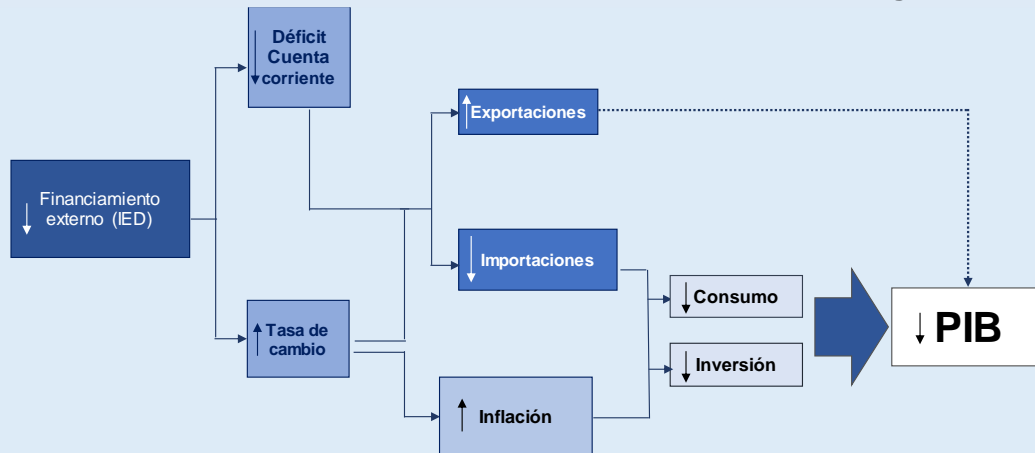 Déficit
Cuenta
corriente
Exportaciones
Financiamiento
externo (IED)
Importaciones
Consumo
Tasa de
cambio
PIB
Inversión
Inflación